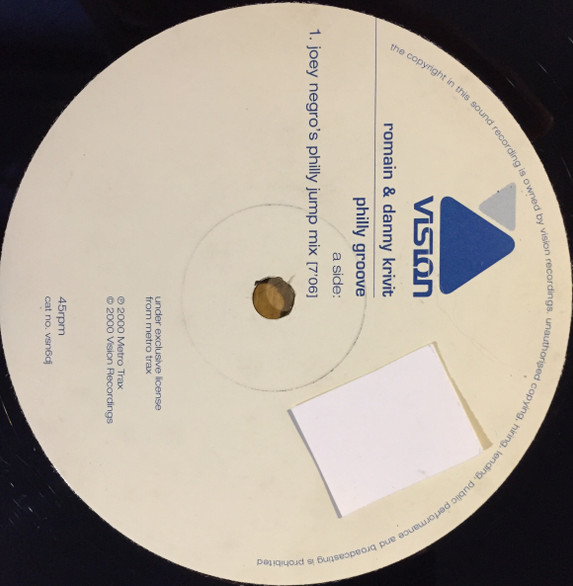 the copyright in this sound recording is owned by vision recordings. unauthorised copying, hiring, lending, public performance and broadcasting is prohibited
vision
romain & danny krivit
philly groove
a side:
1. joey negro's philly jump mix [7'06]
under exclusive license
from metro trax
℗ 2000 Metro Trax
© 2000 Vision Recordings
45rpm
cat no. vsn6dj